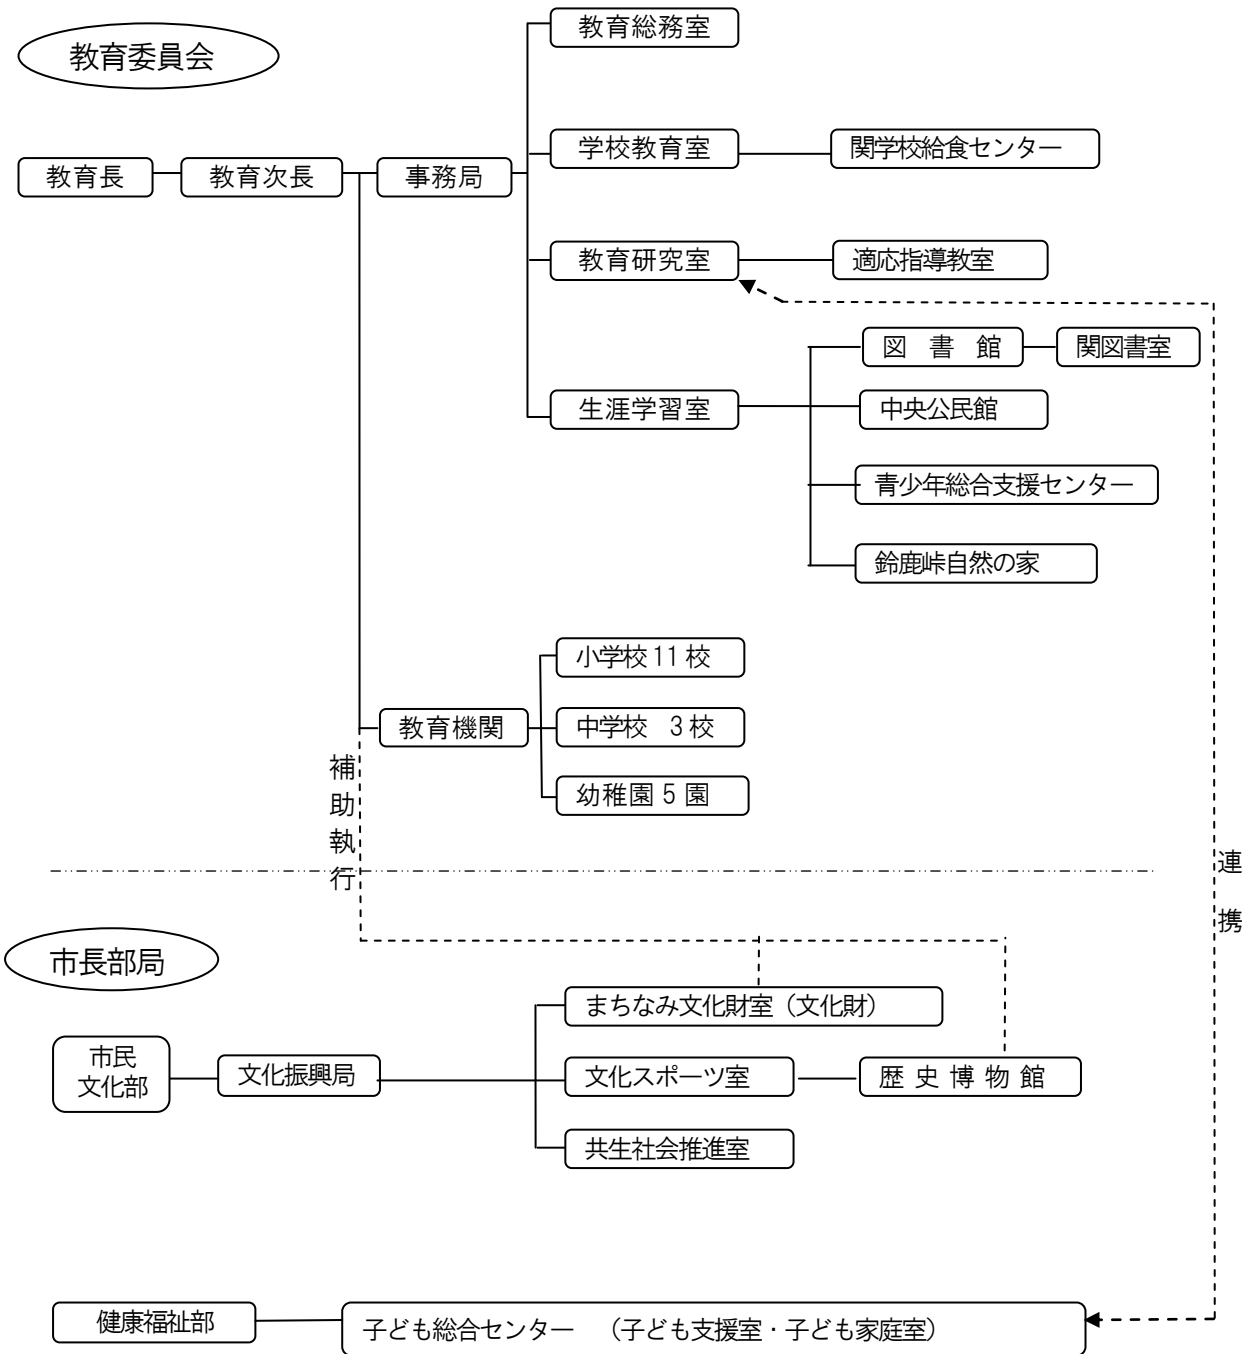 教育委員会
教育総務室
学校教育室
関学校給食センター
教育長
教育次長
事務局
教育研究室
適応指導教室
図 書 館
関図書室
生涯学習室
中央公民館
青少年総合支援センター
鈴鹿峠自然の家
小学校 11 校
教育機関
中学校 3 校
幼稚園 5 園
補助執行
連携
市長部局
まちなみ文化財室（文化財）
市民
文化部
文化振興局
文化スポーツ室
歴 史 博 物 館
共生社会推進室
健康福祉部
子ども総合センター （子ども支援室・子ども家庭室）